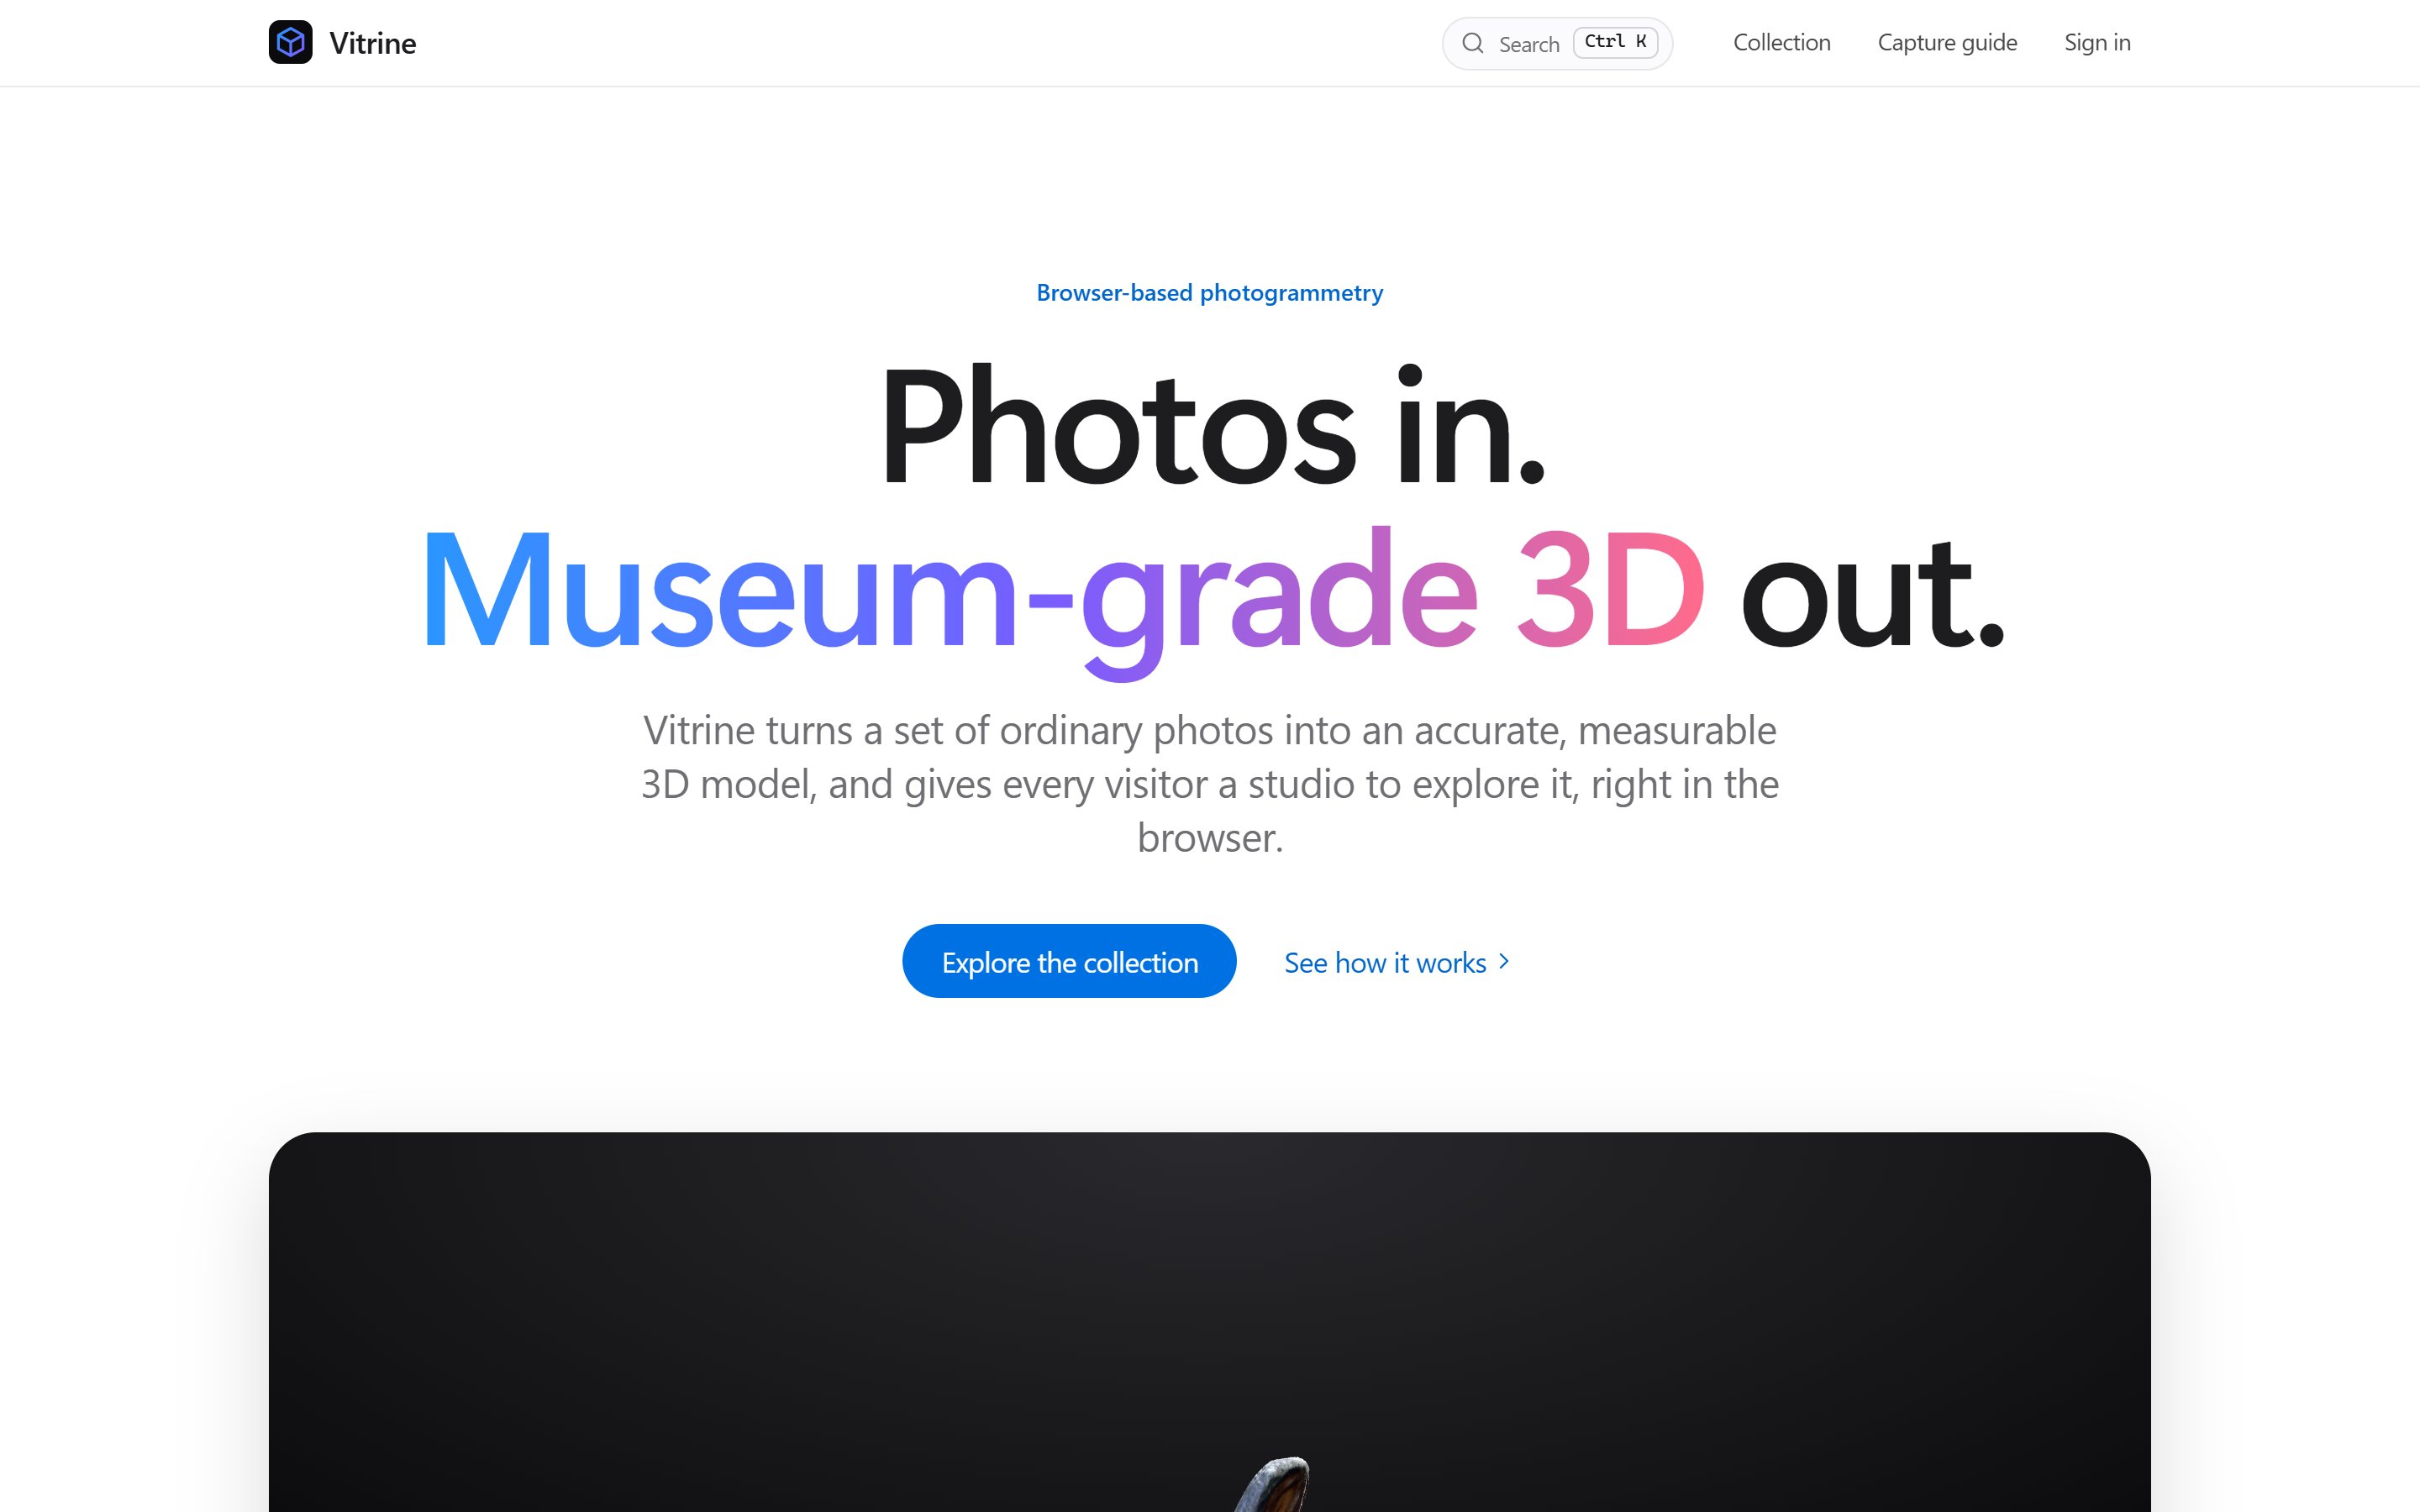 Vitrine
Search Ctrl K
Collection
Capture guide
Sign in
Browser-based photogrammetry
Photos in.
Museum-grade 3D out.
Vitrine turns a set of ordinary photos into an accurate, measurable
3D model, and gives every visitor a studio to explore it, right in the
browser.
Explore the collection
See how it works